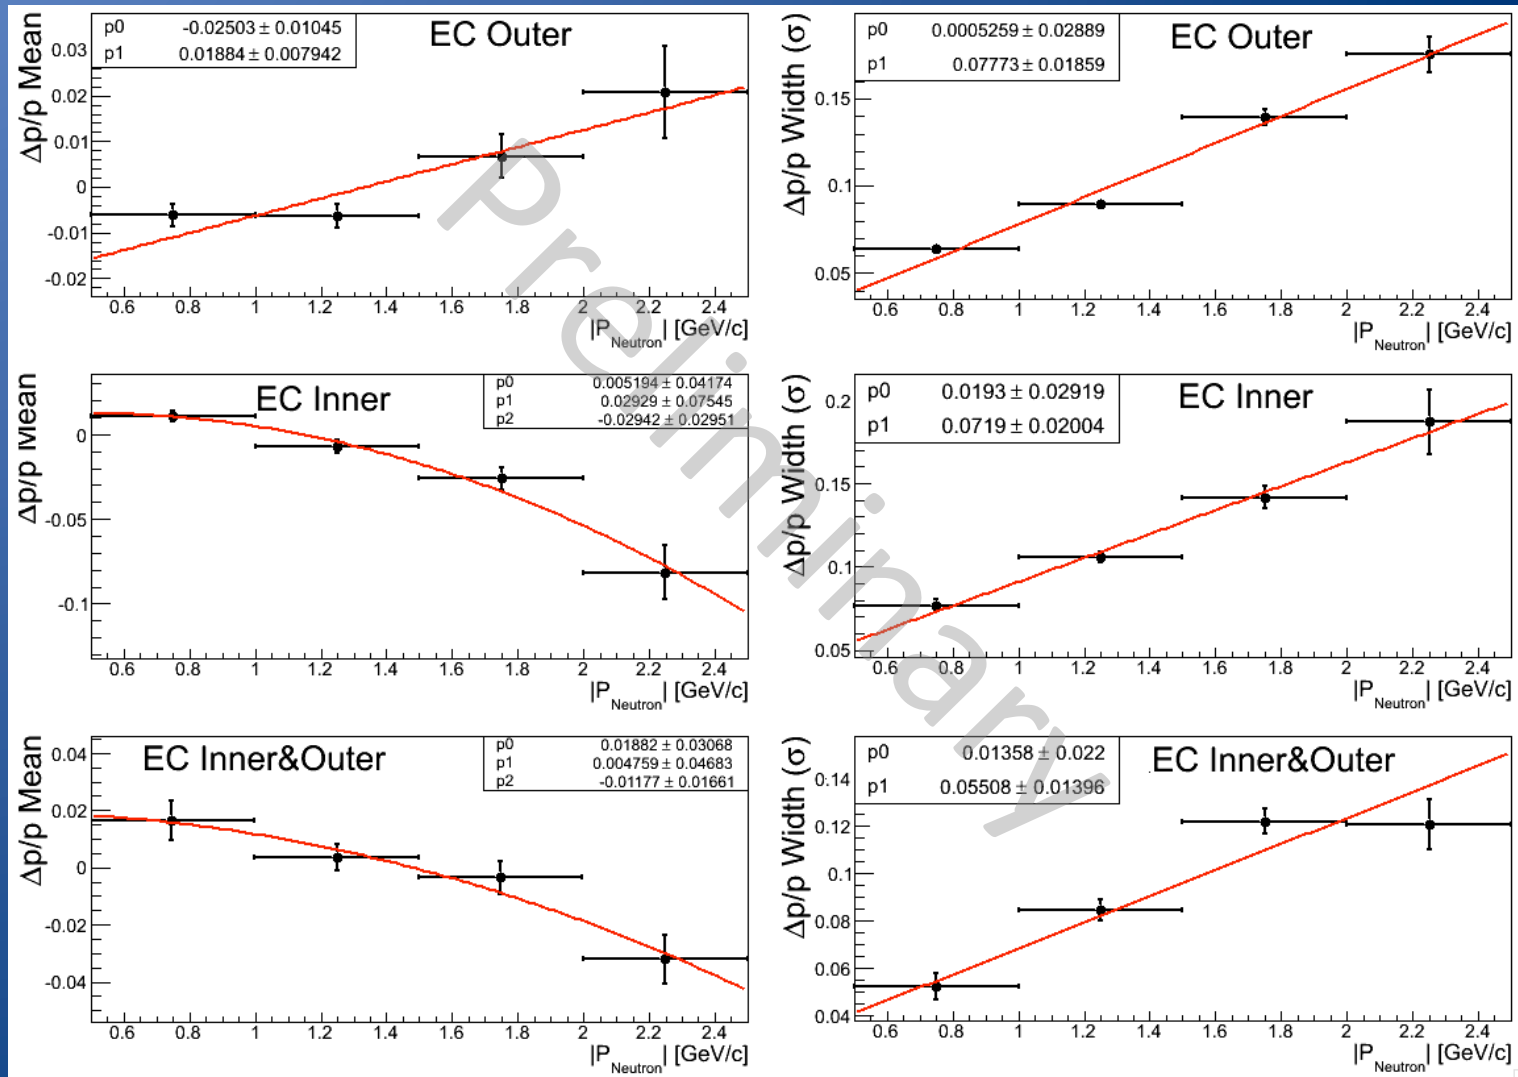 EC Outer
p0 -0.02503 ± 0.01045
p1 0.01884 ± 0.007942
Δp/p Mean
0.03
0.02
0.01
0
-0.01
-0.02
0.6 0.8 1 1.2 1.4 1.6 1.8 2 2.2 2.4
|P_Neutron| [GeV/c]
EC Outer
p0 0.0005259 ± 0.02889
p1 0.07773 ± 0.01859
Δp/p Width (σ)
0.15
0.1
0.05
0.6 0.8 1 1.2 1.4 1.6 1.8 2 2.2 2.4
|P_Neutron| [GeV/c]
EC Inner
p0 0.005194 ± 0.04174
p1 0.02929 ± 0.07545
p2 -0.02942 ± 0.02951
Δp/p Mean
0
-0.05
-0.1
0.6 0.8 1 1.2 1.4 1.6 1.8 2 2.2 2.4
|P_Neutron| [GeV/c]
EC Inner
p0 0.0193 ± 0.02919
p1 0.0719 ± 0.02004
Δp/p Width (σ)
0.2
0.15
0.1
0.05
0.6 0.8 1 1.2 1.4 1.6 1.8 2 2.2 2.4
|P_Neutron| [GeV/c]
EC Inner&Outer
p0 0.01882 ± 0.03068
p1 0.004759 ± 0.04683
p2 -0.01177 ± 0.01661
Δp/p Mean
0.04
0.02
0
-0.02
-0.04
0.6 0.8 1 1.2 1.4 1.6 1.8 2 2.2 2.4
|P_Neutron| [GeV/c]
EC Inner&Outer
p0 0.01358 ± 0.022
p1 0.05508 ± 0.01396
Δp/p Width (σ)
0.14
0.12
0.1
0.08
0.06
0.04
0.6 0.8 1 1.2 1.4 1.6 1.8 2 2.2 2.4
|P_Neutron| [GeV/c]
Preliminary